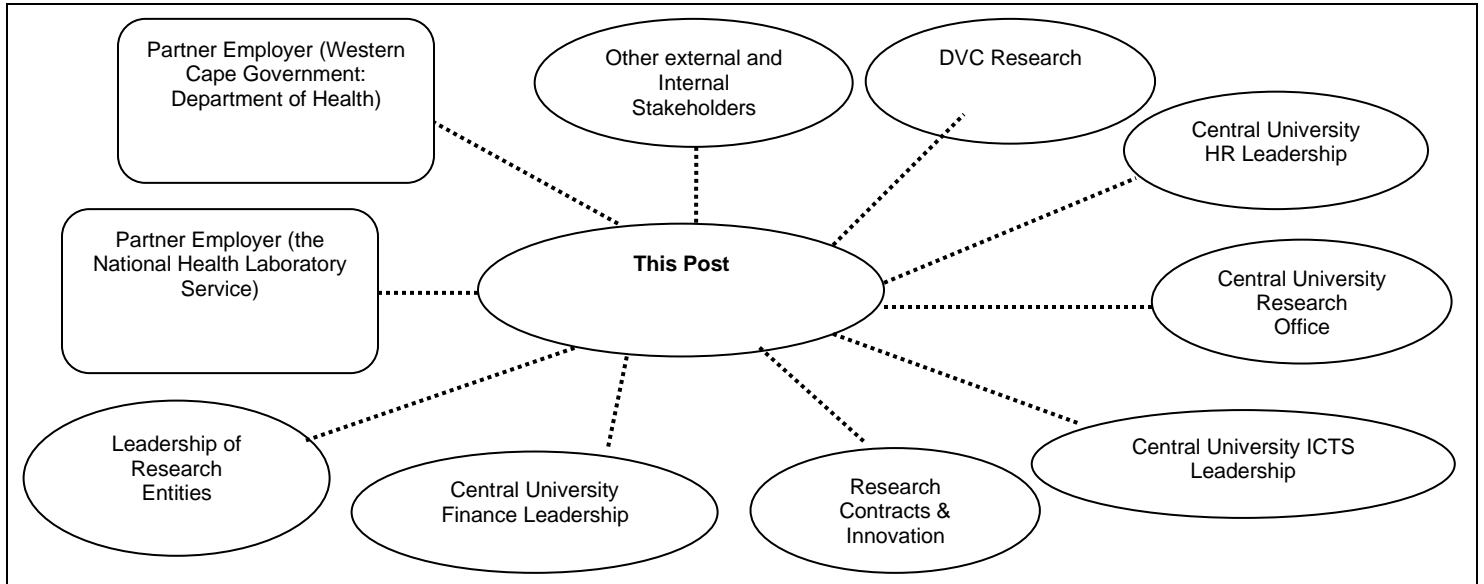 Partner Employer (Western
Cape Government:
Department of Health)
Other external and
Internal
Stakeholders
DVC Research
Central University
HR Leadership
Partner Employer (the
National Health Laboratory
Service)
This Post
Central University
Research
Office
Leadership of
Research
Entities
Central University
Finance Leadership
Research
Contracts &
Innovation
Central University ICTS
Leadership